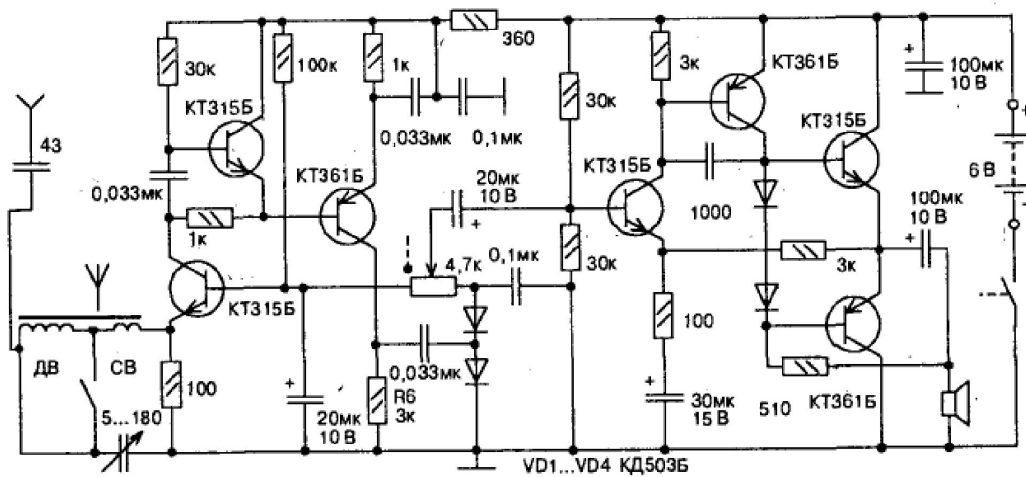 360
30к
100к
1к
3к
КТ361Б
100мк
10 В
КТ315Б
30к
КТ315Б
0,033мк
0,1мк
43
КТ361Б
КТ315Б
6 В
0,033мк
20мк
10 В
100мк
10 В
1000
1к
4,7к
0,1мк
30к
3к
КТ315Б
100
ДВ
СВ
100
0,033мк
R6
3к
5...180
20мк
10 В
30мк
15 В
510
КТ361Б
VD1...VD4 КД503Б